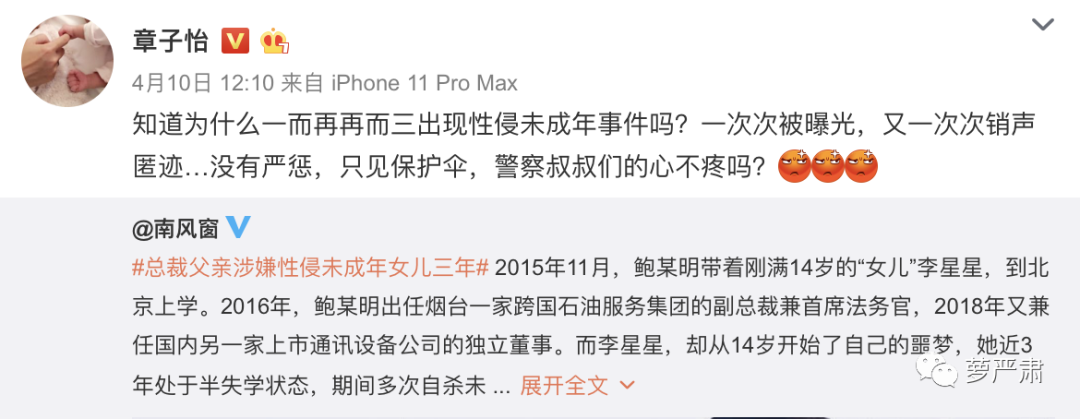 章子怡
4月10日 12:10 来自 iPhone 11 Pro Max
知道为什么一而再再而三出现性侵未成年事件吗？一次次被曝光，又一次次销声
匿迹…没有严惩，只见保护伞，警察叔叔们的心不疼吗？
@南风窗
#总裁父亲涉嫌性侵未成年女儿三年# 2015年11月，鲍某明带着刚满14岁的“女儿”李星星，到北
京上学。2016年，鲍某明出任烟台一家跨国石油服务集团的副总裁兼首席法务官，2018年又兼
任国内另一家上市通讯设备公司的独立董事。而李星星，却从14岁开始了自己的噩梦，她近3
年处于半失学状态，期间多次自杀未 ... 展开全文
萝严肃